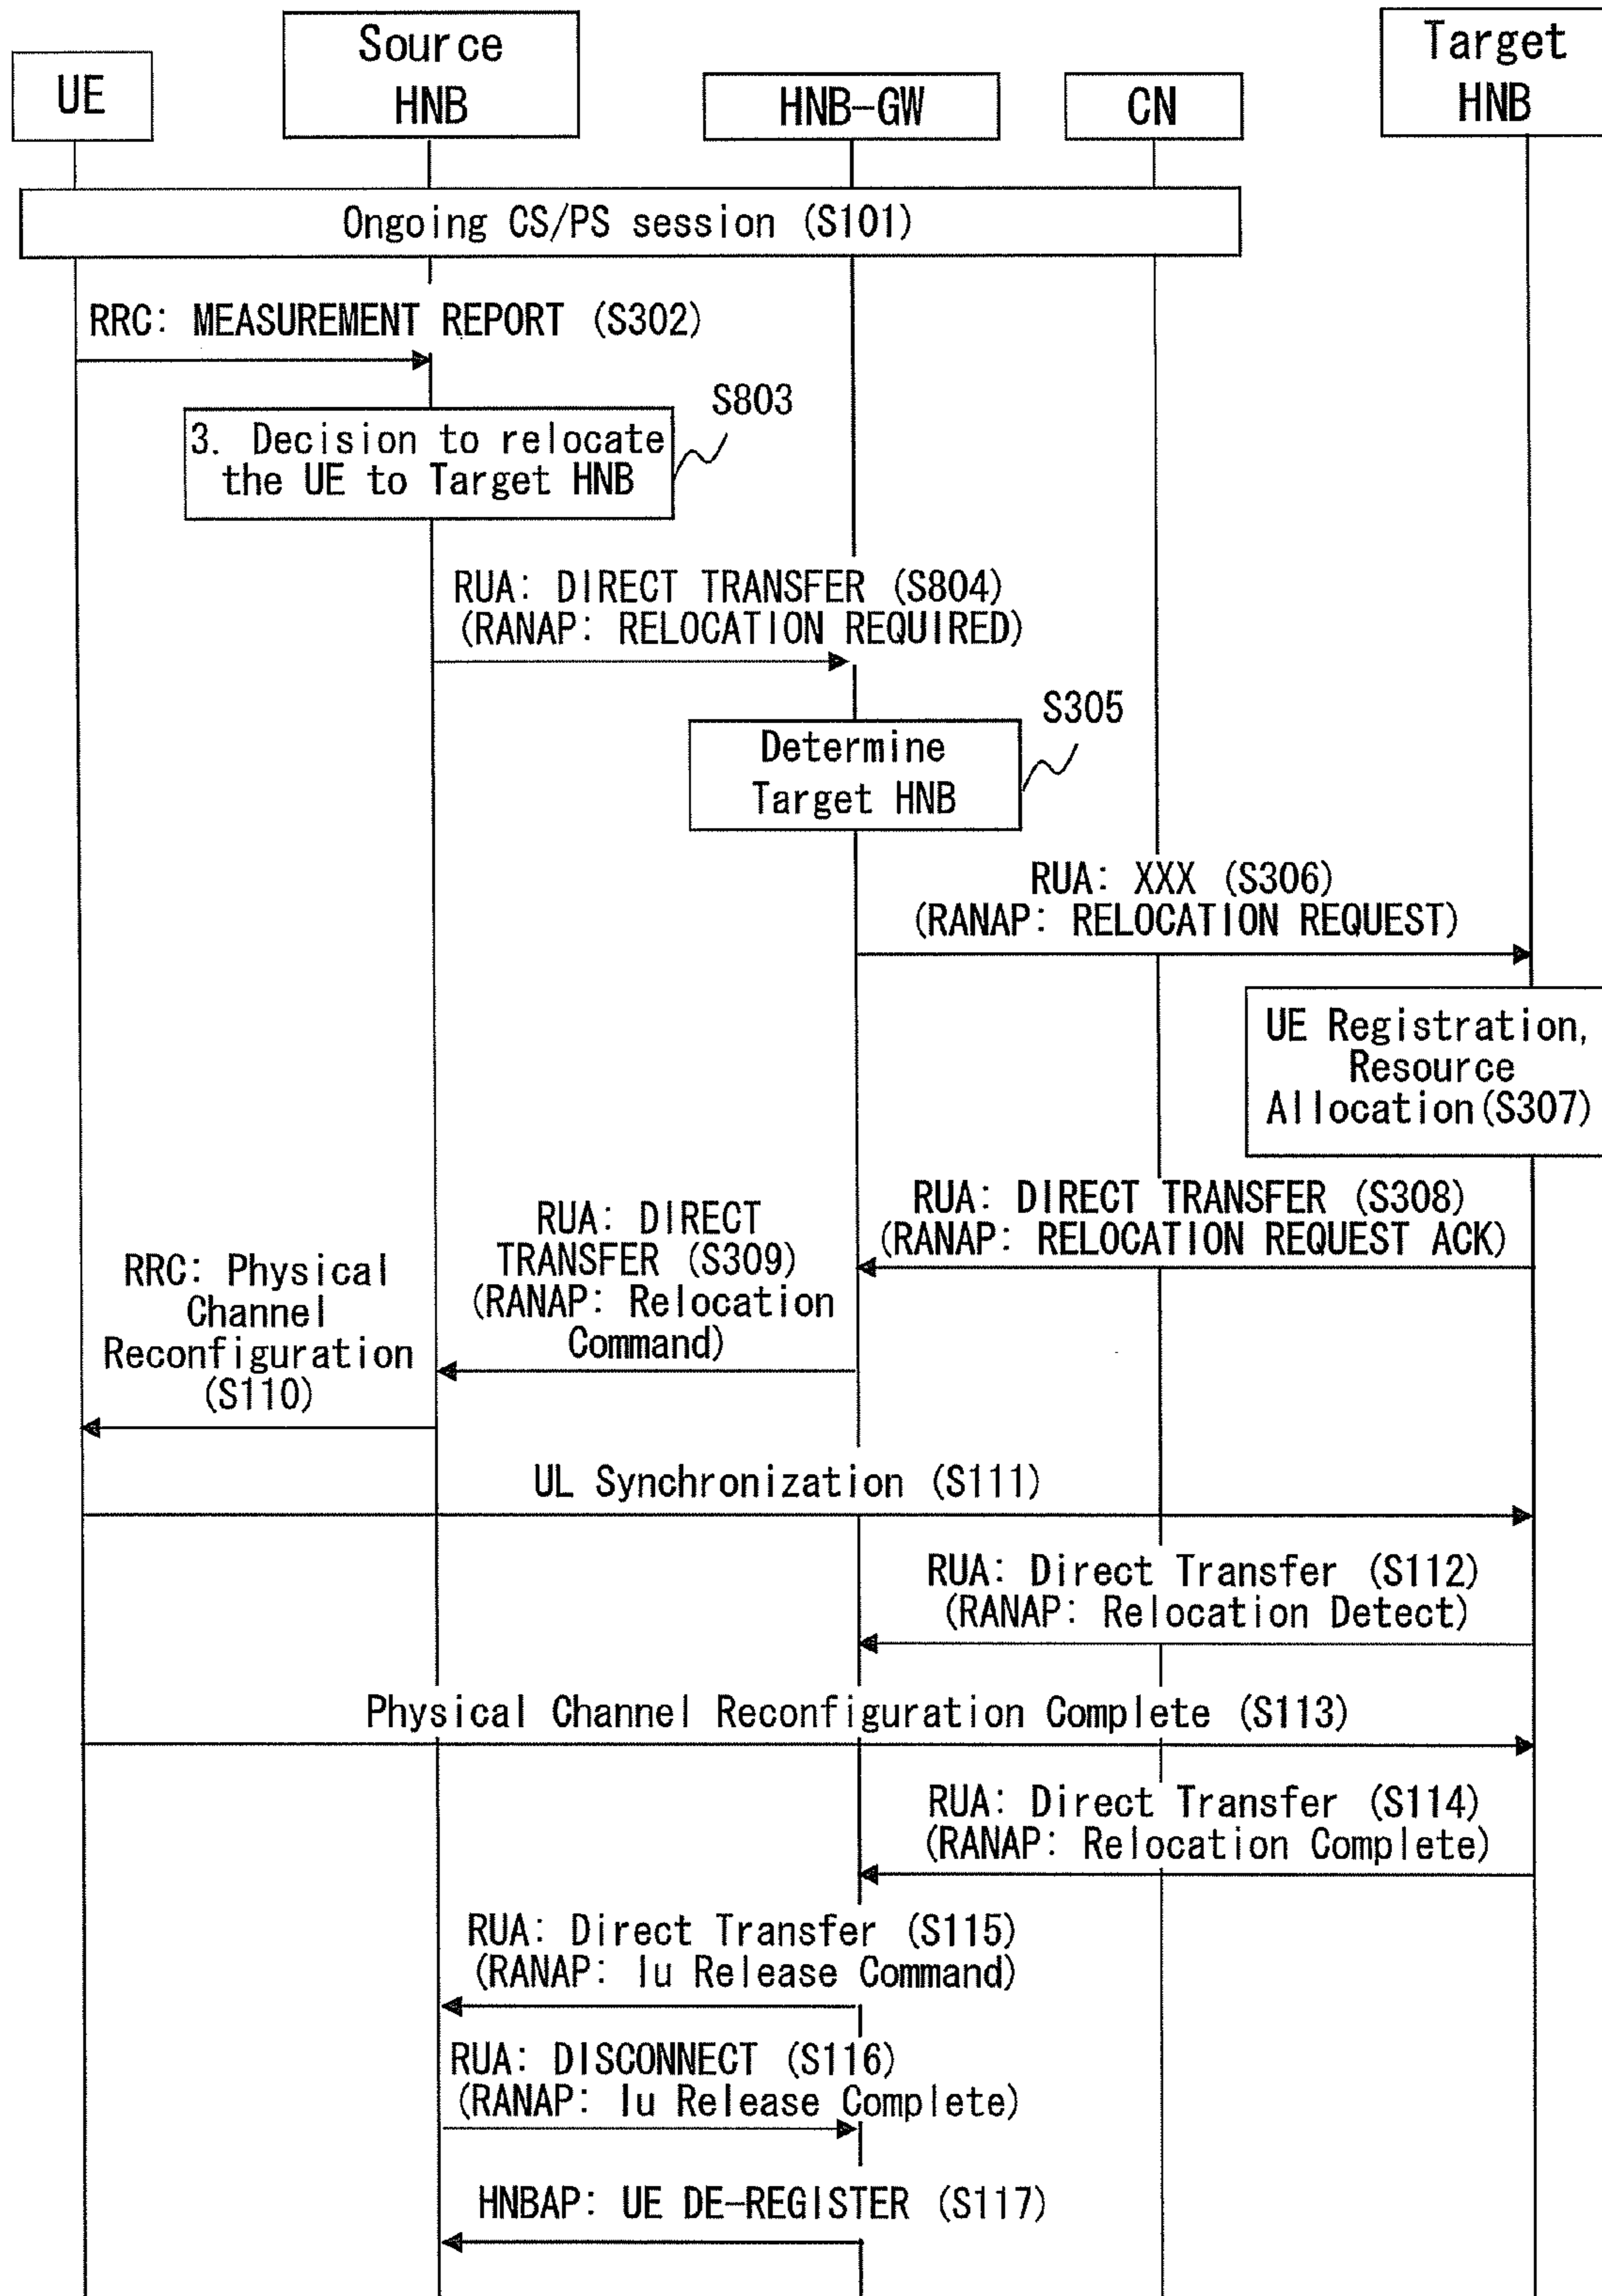 UE
Source
HNB
HNB-GW
CN
Target
HNB
Ongoing CS/PS session (S101)
RRC: MEASUREMENT REPORT (S302)
S803
3. Decision to relocate
the UE to Target HNB
RUA: DIRECT TRANSFER (S804)
(RANAP: RELOCATION REQUIRED)
S305
Determine
Target HNB
RUA: XXX (S306)
(RANAP: RELOCATION REQUEST)
UE Registration,
Resource
Allocation(S307)
RUA: DIRECT TRANSFER (S308)
(RANAP: RELOCATION REQUEST ACK)
RUA: DIRECT
TRANSFER (S309)
(RANAP: Relocation
Command)
RRC: Physical
Channel
Reconfiguration
(S110)
UL Synchronization (S111)
RUA: Direct Transfer (S112)
(RANAP: Relocation Detect)
Physical Channel Reconfiguration Complete (S113)
RUA: Direct Transfer (S114)
(RANAP: Relocation Complete)
RUA: Direct Transfer (S115)
(RANAP: Iu Release Command)
RUA: DISCONNECT (S116)
(RANAP: Iu Release Complete)
HNBAP: UE DE-REGISTER (S117)